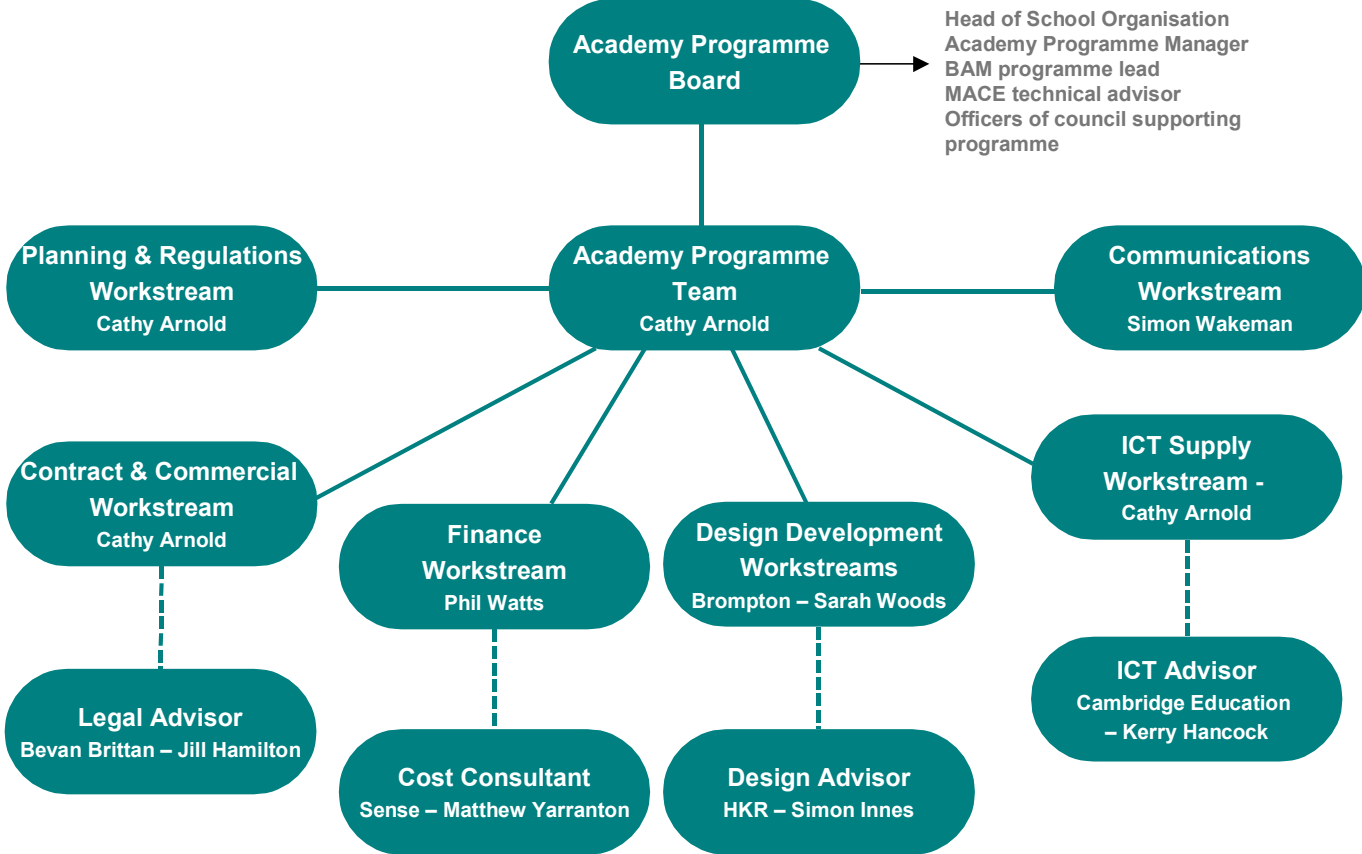 Academy Programme
Board
Head of School Organisation
Academy Programme Manager
BAM programme lead
MACE technical advisor
Officers of council supporting
programme
Planning & Regulations
Workstream
Cathy Arnold
Academy Programme
Team
Cathy Arnold
Communications
Workstream
Simon Wakeman
Contract & Commercial
Workstream
Cathy Arnold
Finance
Workstream
Phil Watts
Design Development
Workstreams
Brompton – Sarah Woods
ICT Supply
Workstream -
Cathy Arnold
Legal Advisor
Bevan Brittan – Jill Hamilton
Cost Consultant
Sense – Matthew Yarranton
Design Advisor
HKR – Simon Innes
ICT Advisor
Cambridge Education
– Kerry Hancock